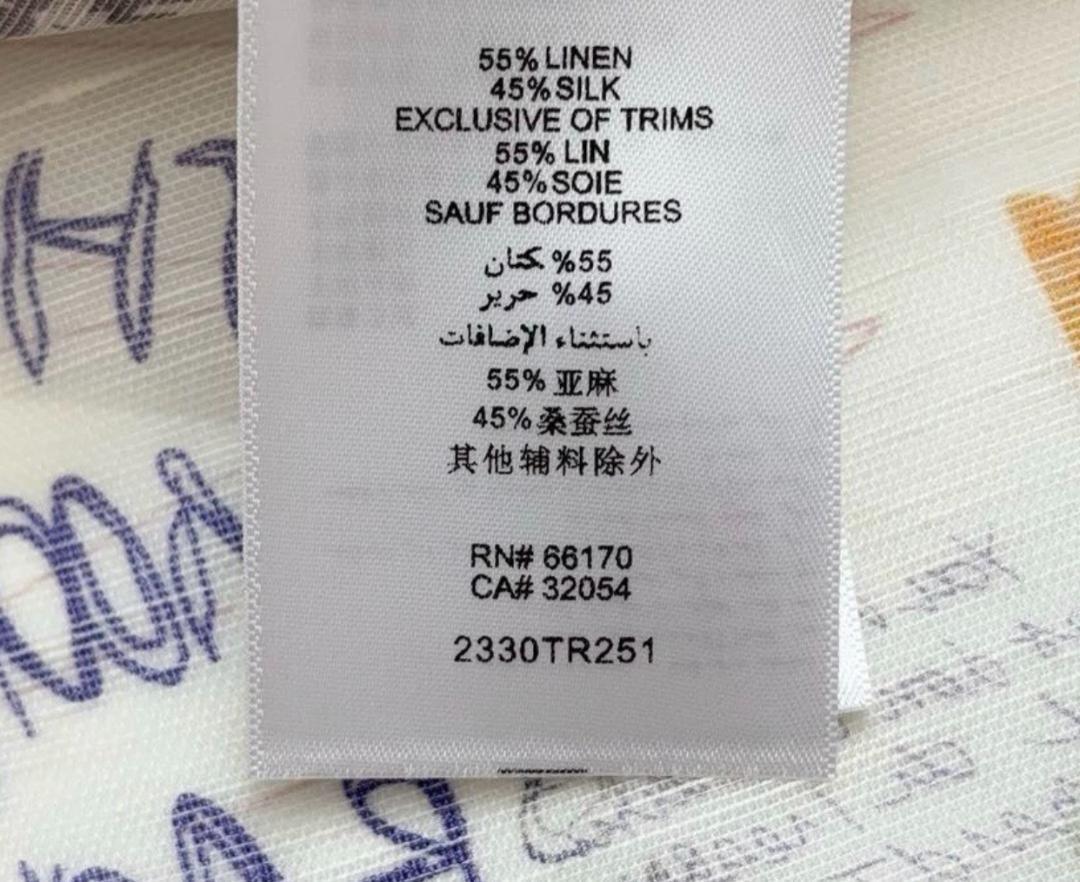 55% LINEN
45% SILK
EXCLUSIVE OF TRIMS
55% LIN
45% SOIE
SAUF BORDURES
%55 كتان
%45 حرير
باستثناء الإضافات
55% 亚麻
45% 桑蚕丝
其他辅料除外
RN# 66170
CA# 32054
2330TR251